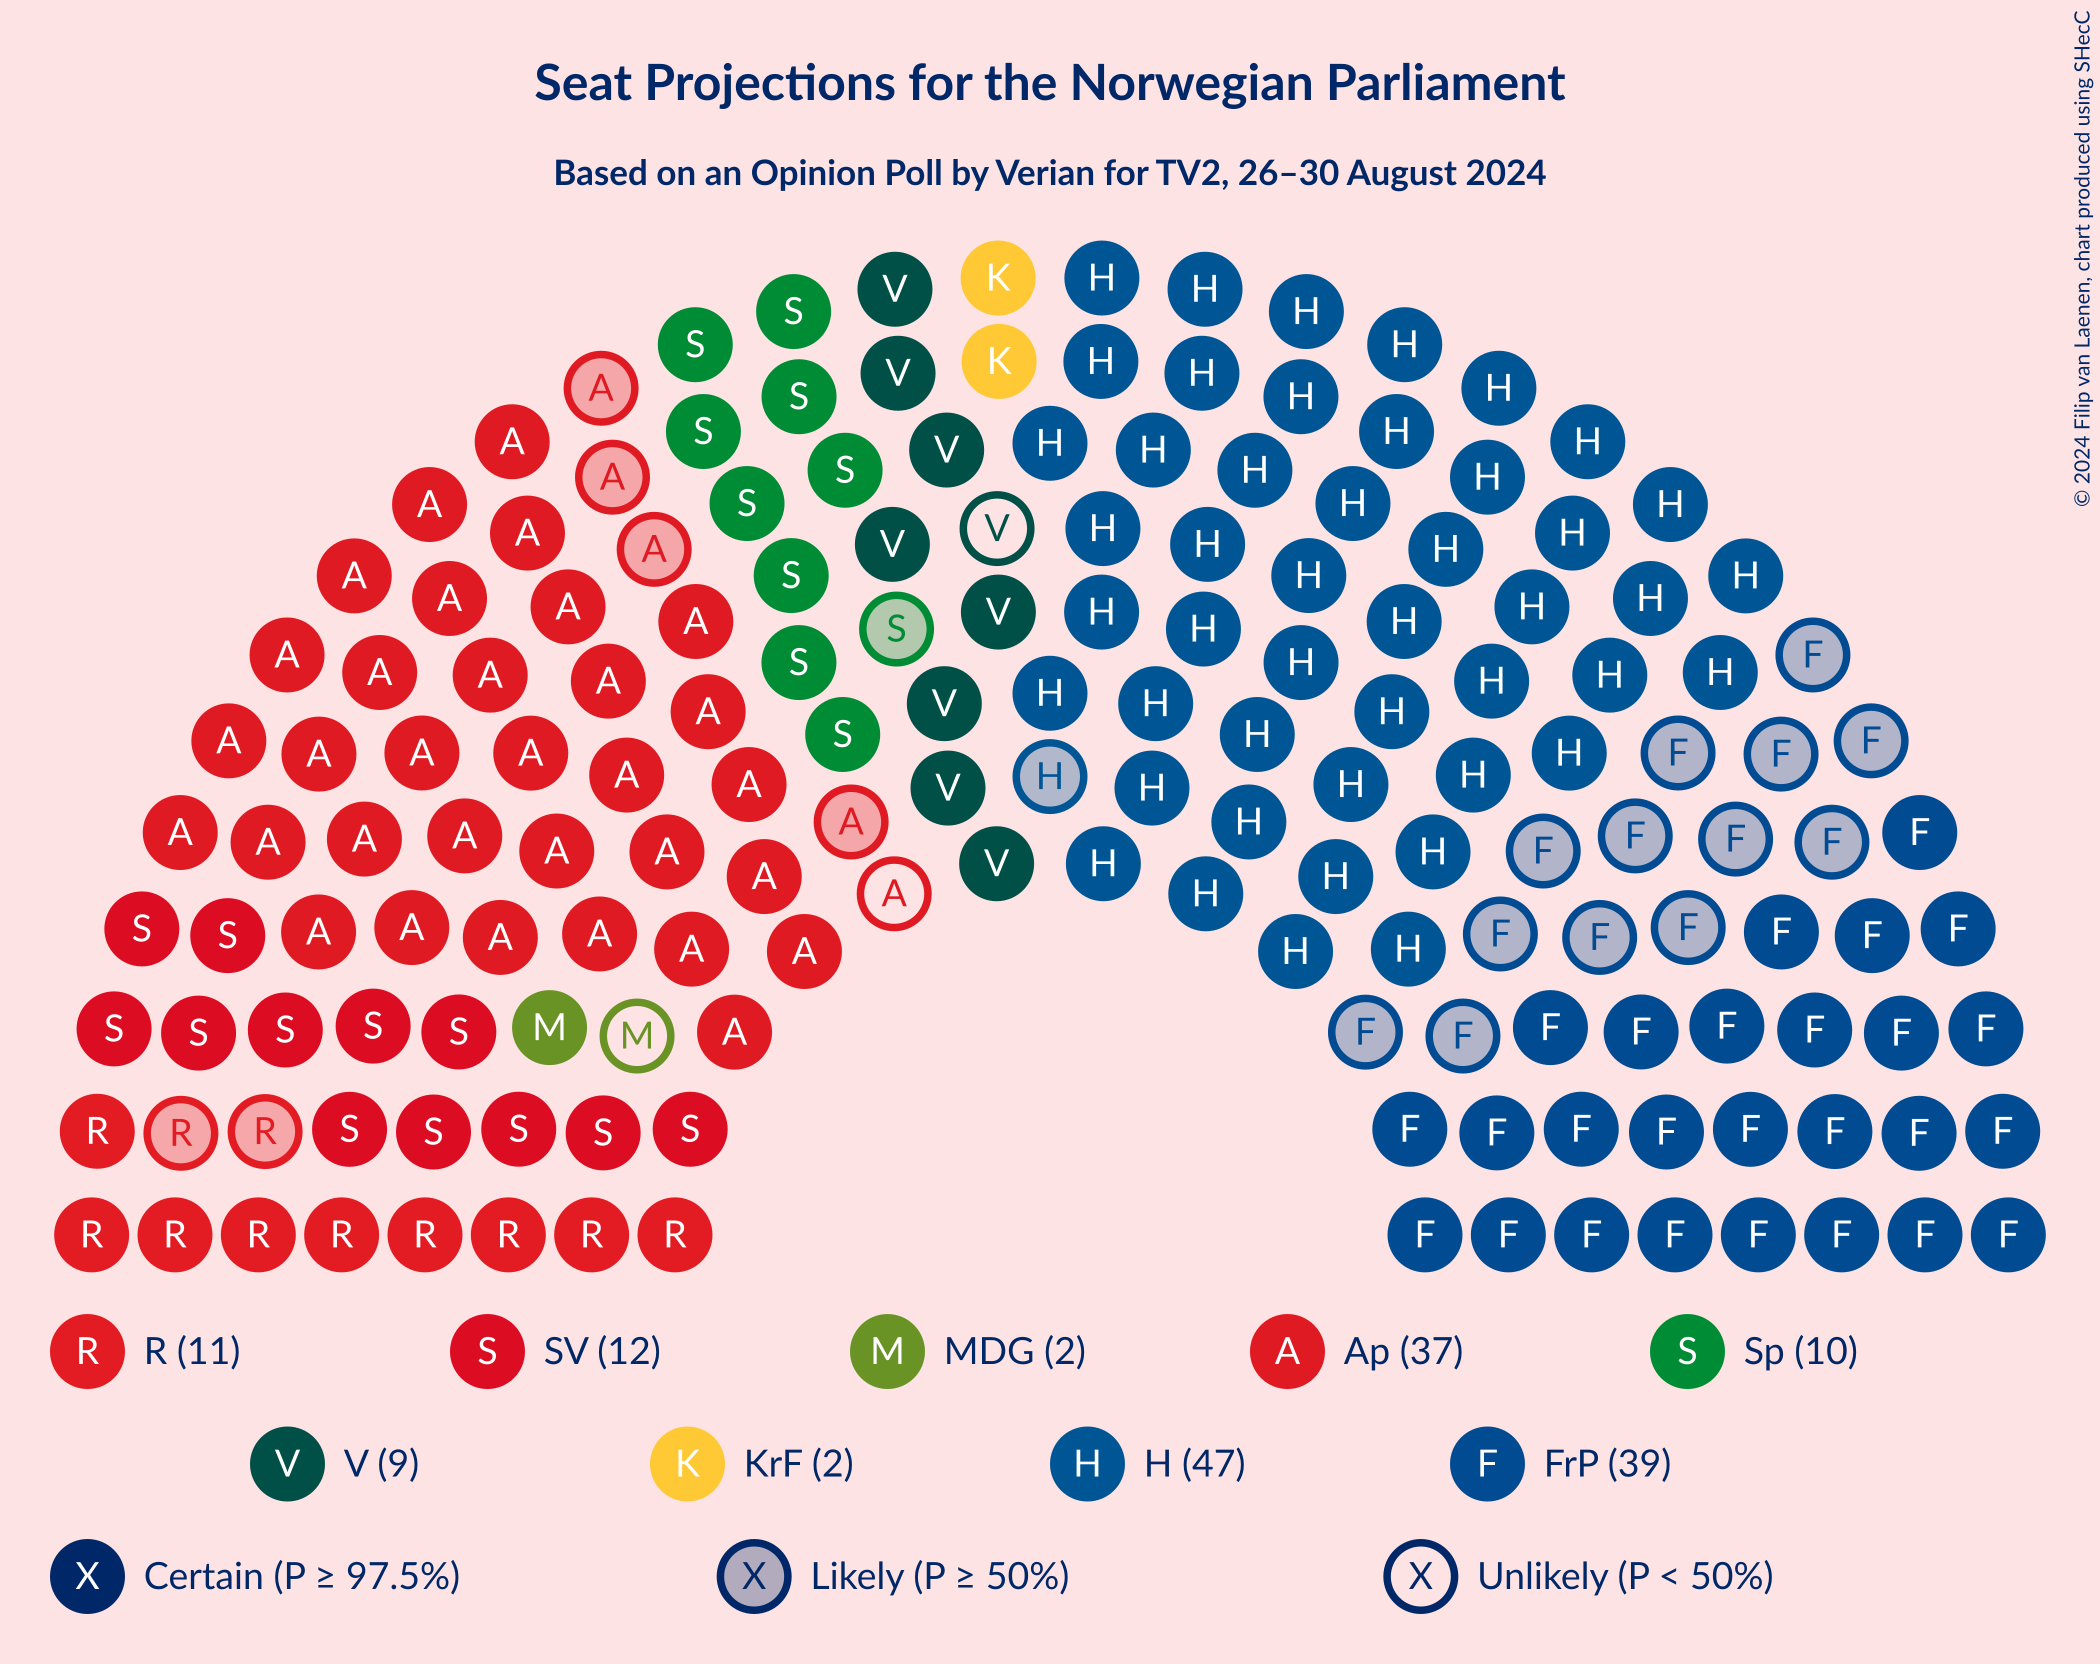 Seat Projections for the Norwegian Parliament
Based on an Opinion Poll by Verian for TV2, 26–30 August 2024
© 2024 Filip van Laenen, chart produced using SHecC
V K H H
S S H H
V K H H
A S S H H H
A V H H H
A S S H H
A A S V V H H H H
A A A S H H H H
A A A S V H H H H
A A S H H
A A A S V H H H H F
A A A S H H H
A A A A A V H H H H F F F F
A H
A A A A A A A V H H H H F F F F F
A A V H H H
S S A A A A A A H H F F F F F F
S S S S S M M A F F F F F F F F
R R R S S S S S F F F F F F F F
R R R R R R R R F F F F F F F F
R R (11) S SV (12) M MDG (2) A Ap (37) S Sp (10)
V V (9) K KrF (2) H H (47) F FrP (39)
X Certain (P ≥ 97.5%) X Likely (P ≥ 50%) X Unlikely (P < 50%)